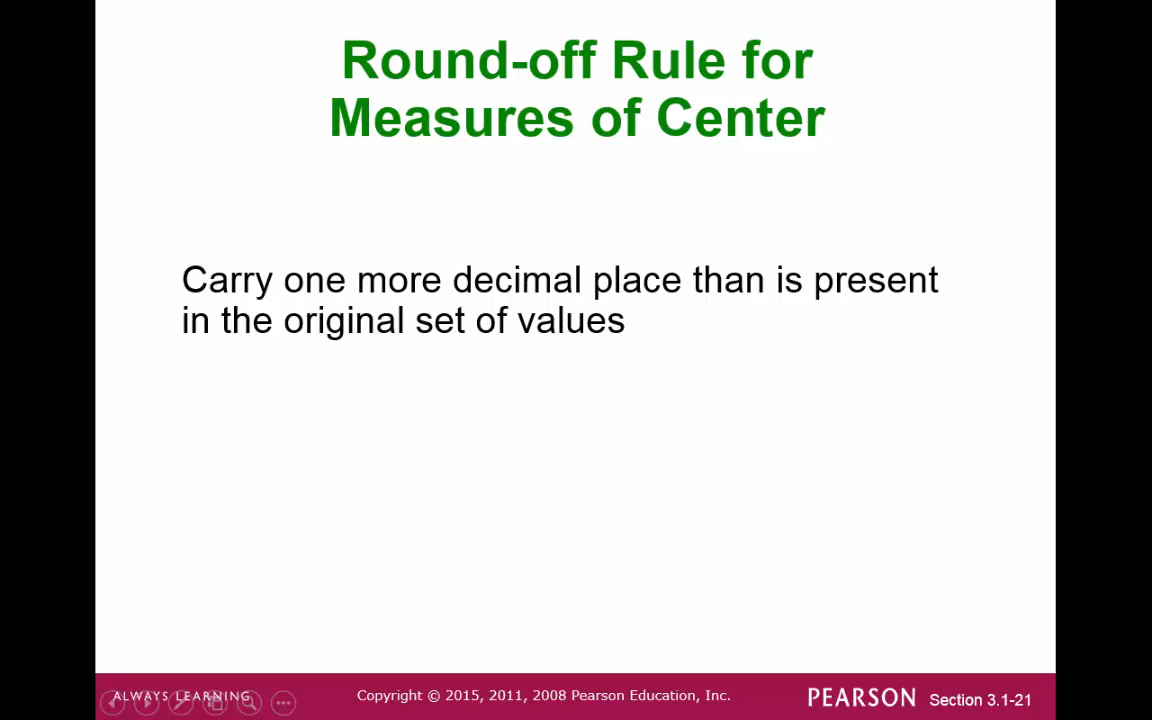 Round-off Rule for
Measures of Center
Carry one more decimal place than is present
in the original set of values
ALWAYS LEARNING
Copyright © 2015, 2011, 2008 Pearson Education, Inc.
PEARSON
Section 3.1-21